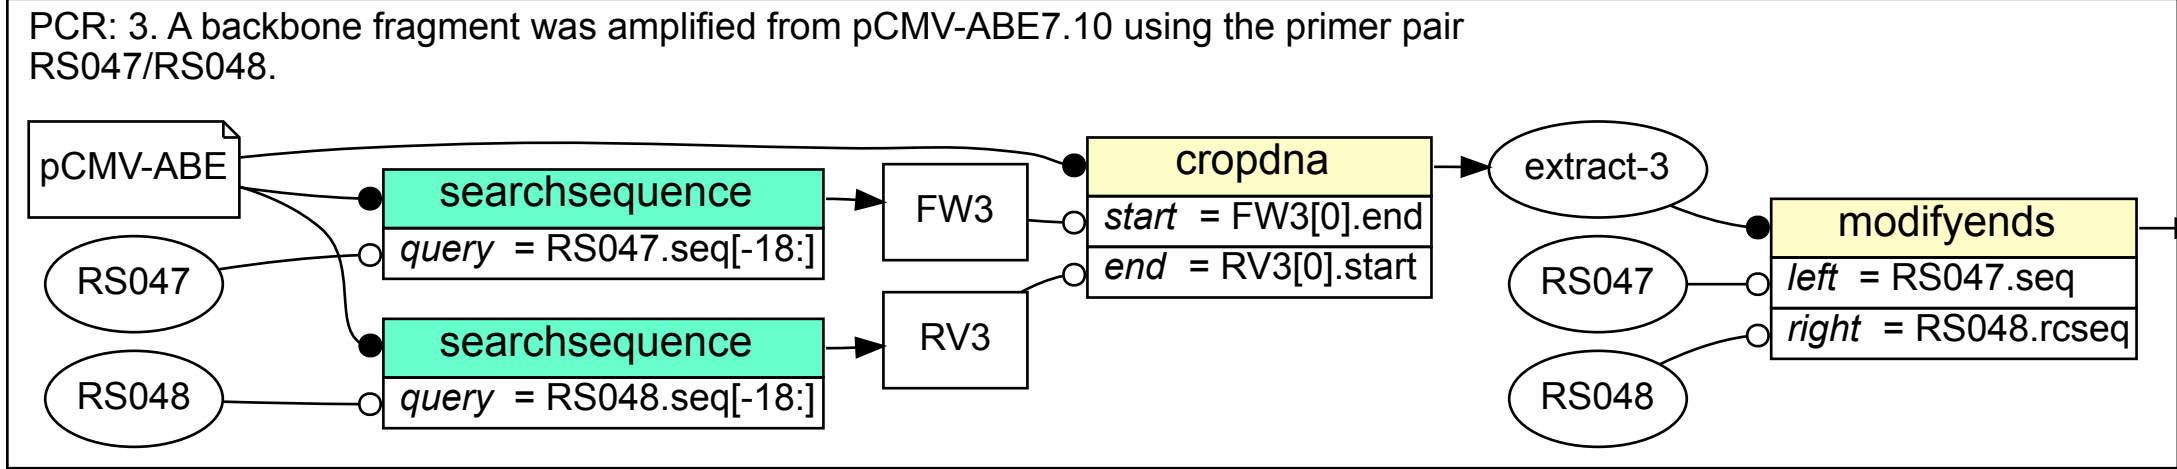 PCR: 3. A backbone fragment was amplified from pCMV-ABE7.10 using the primer pair
RS047/RS048.
pCMV-ABE
RS047
RS048
searchsequence
query = RS047.seq[-18:]
searchsequence
query = RS048.seq[-18:]
FW3
RV3
cropdna
start = FW3[0].end
end = RV3[0].start
extract-3
RS047
RS048
modifyends
left = RS047.seq
right = RS048.rcseq